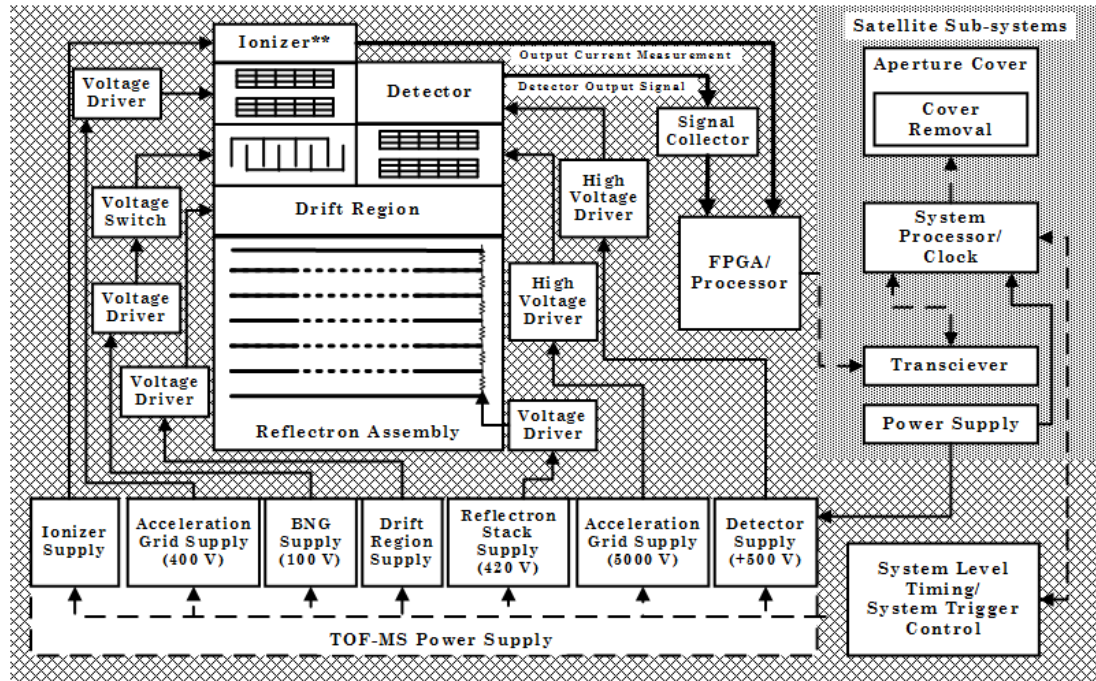 Ionizer**
Output Current Measurement
Satellite Sub-systems
Aperture Cover
Cover
Removal
Voltage
Driver
Detector
Detector Output Signal
Signal
Collector
Voltage
Switch
Drift Region
High
Voltage
Driver
System
Processor/
Clock
FPGA/
Processor
Voltage
Driver
High
Voltage
Driver
Transciever
Voltage
Driver
Voltage
Driver
Power Supply
Reflectron Assembly
Ionizer
Supply
Acceleration
Grid Supply
(400 V)
BNG
Supply
(100 V)
Drift
Region
Supply
Reflectron
Stack
Supply
(420 V)
Acceleration
Grid Supply
(5000 V)
Detector
Supply
(+500 V)
System Level
Timing/
System Trigger
Control
TOF-MS Power Supply